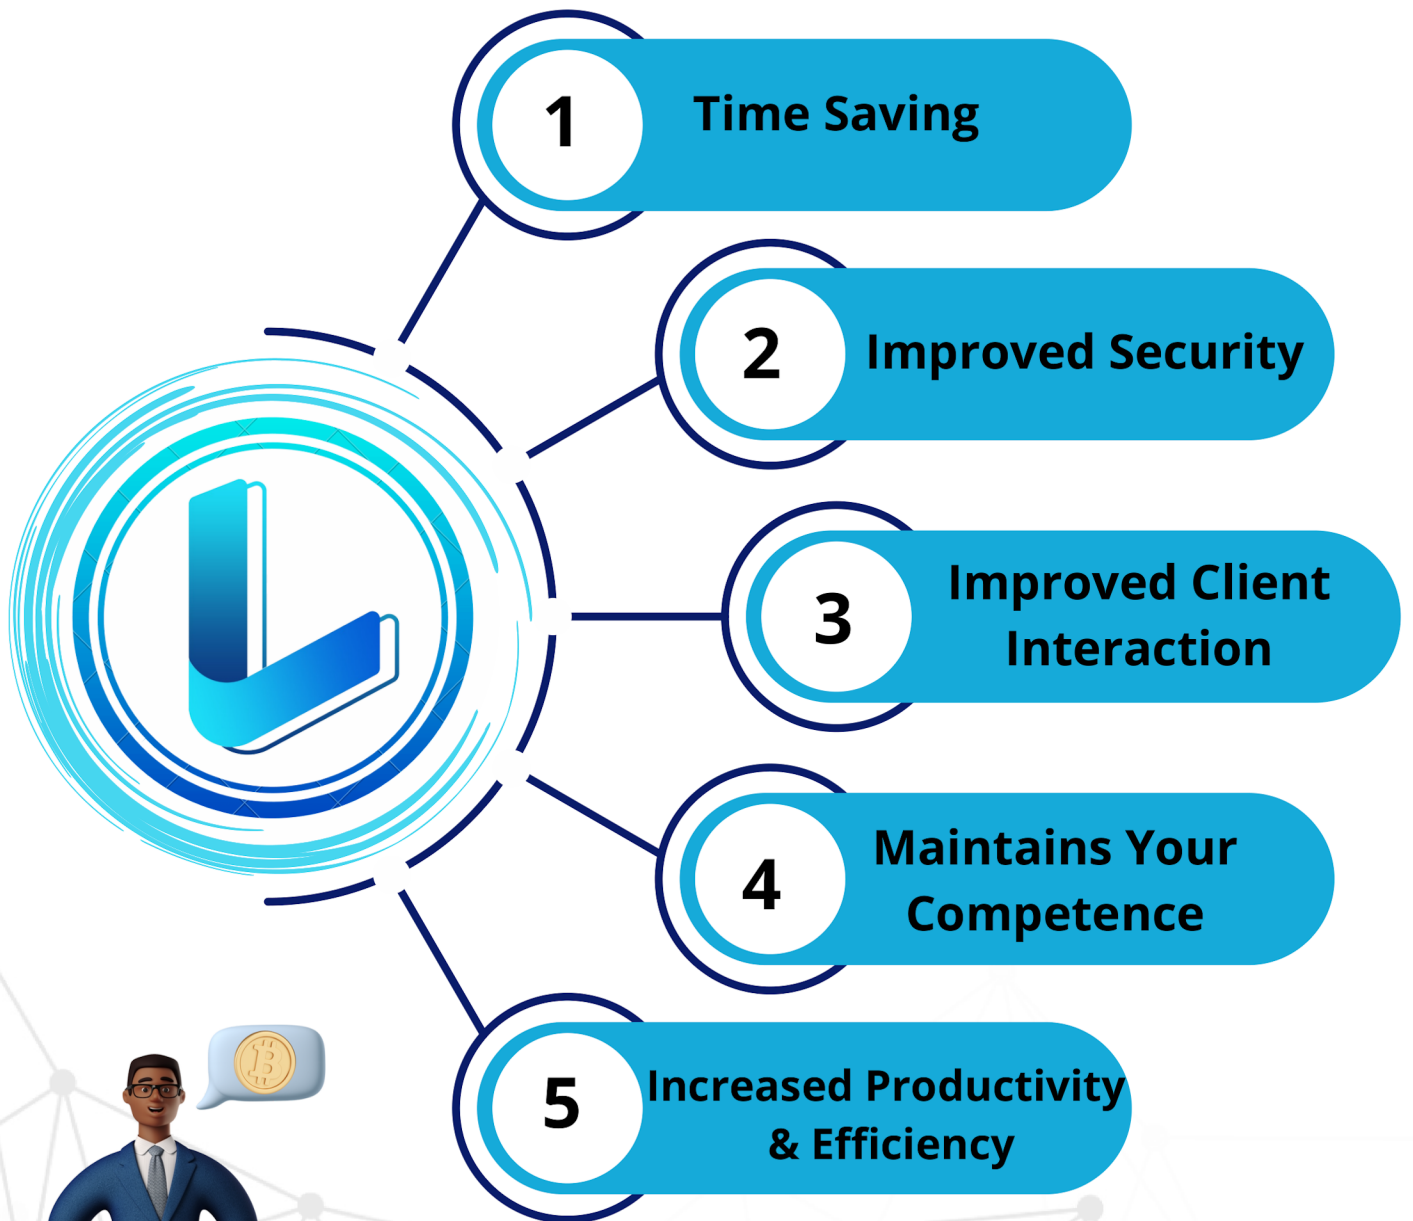 1
Time Saving
2
Improved Security
3
Improved Client
Interaction
4
Maintains Your
Competence
5
Increased Productivity
& Efficiency